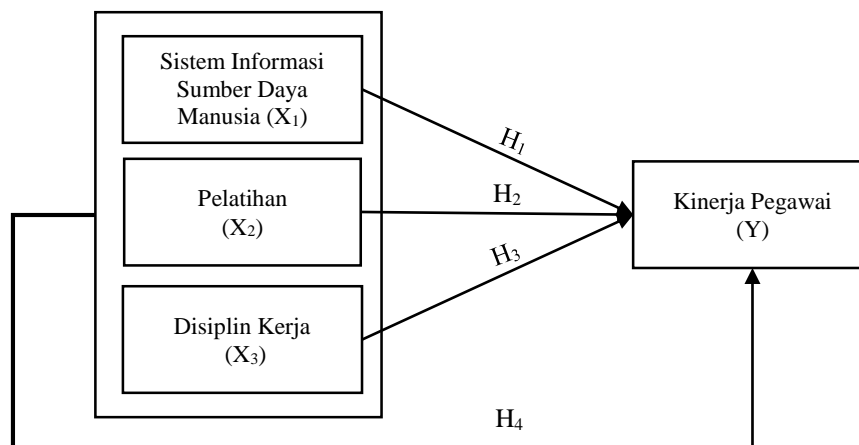 Sistem Informasi
Sumber Daya
Manusia (X₁)
H₁
Pelatihan
(X₂)
H₂
Kinerja Pegawai
(Y)
H₃
Disiplin Kerja
(X₃)
H₄